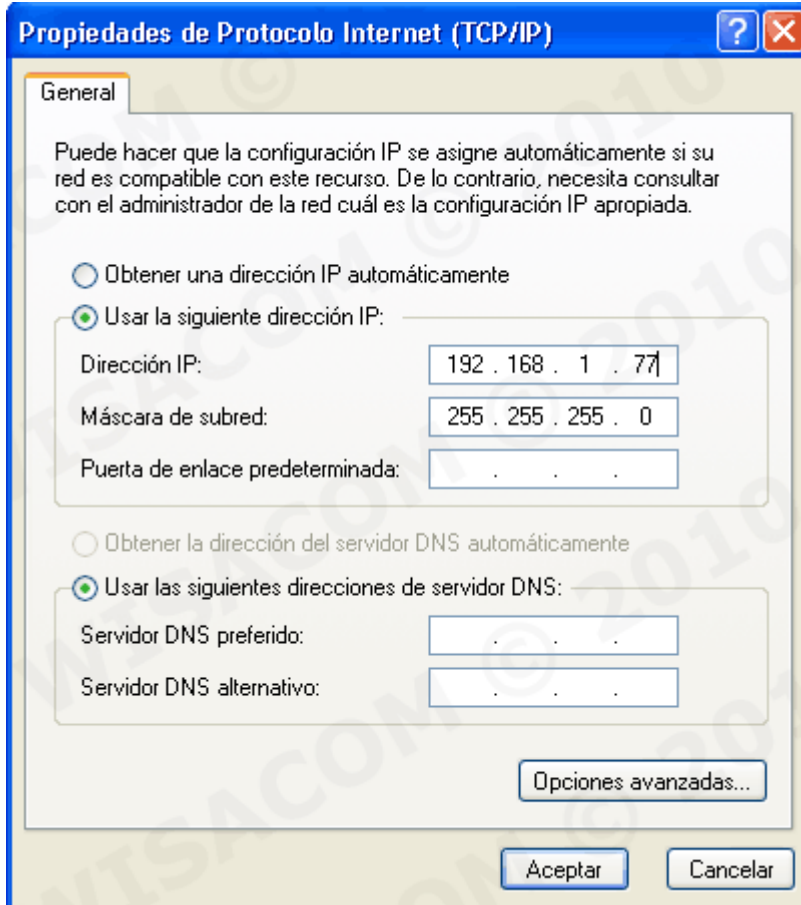 Propiedades de Protocolo Internet (TCP/IP)
General
Puede hacer que la configuración IP se asigne automáticamente si su
red es compatible con este recurso. De lo contrario, necesita consultar
con el administrador de la red cuál es la configuración IP apropiada.
Obtener una dirección IP automáticamente
Usar la siguiente dirección IP:
Dirección IP: 192 . 168 . 1 . 77
Máscara de subred: 255 . 255 . 255 . 0
Puerta de enlace predeterminada: . . .
Obtener la dirección del servidor DNS automáticamente
Usar las siguientes direcciones de servidor DNS:
Servidor DNS preferido: . . .
Servidor DNS alternativo: . . .
Opciones avanzadas...
Aceptar Cancelar
WISACOM © 2010